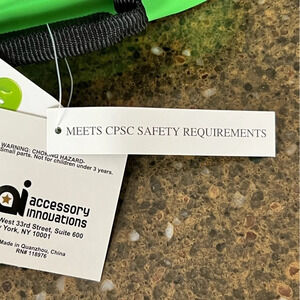 MEETS CPSC SAFETY REQUIREMENTS
WARNING: CHOKING HAZARD-
Small parts. Not for children under 3 years.
ai accessory
innovations
West 33rd Street, Suite 600
York, NY 10001
Made in Quanzhou, China
RN# 118976